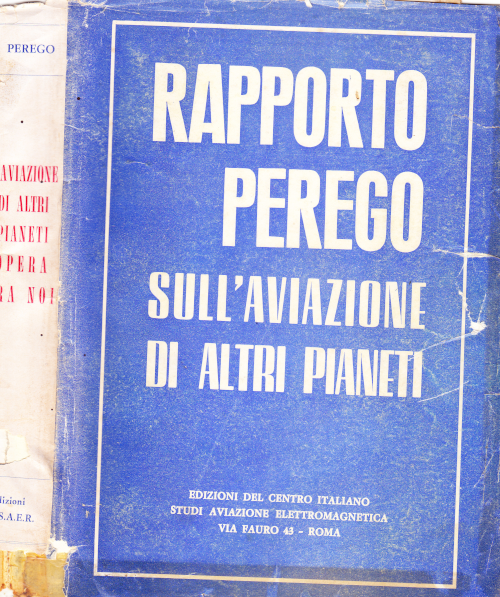 PEREGO
AVIAZIONE
DI ALTRI
PIANETI
OPERA
RA NOI
dizioni
S.A.E.R.
RAPPORTO
PEREGO
SULL'AVIAZIONE
DI ALTRI PIANETI
EDIZIONI DEL CENTRO ITALIANO
STUDI AVIAZIONE ELETTROMAGNETICA
VIA FAURO 43 - ROMA